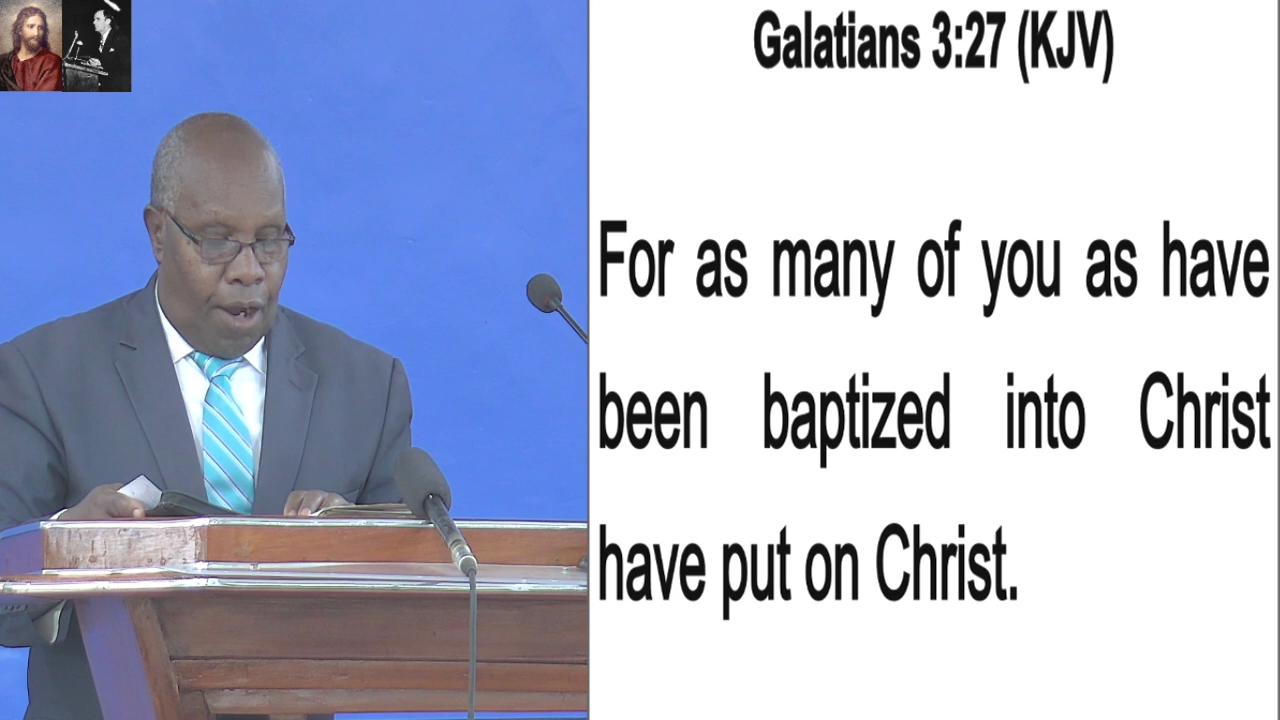 Galatians 3:27 (KJV)
For as many of you as have
been baptized into Christ
have put on Christ.